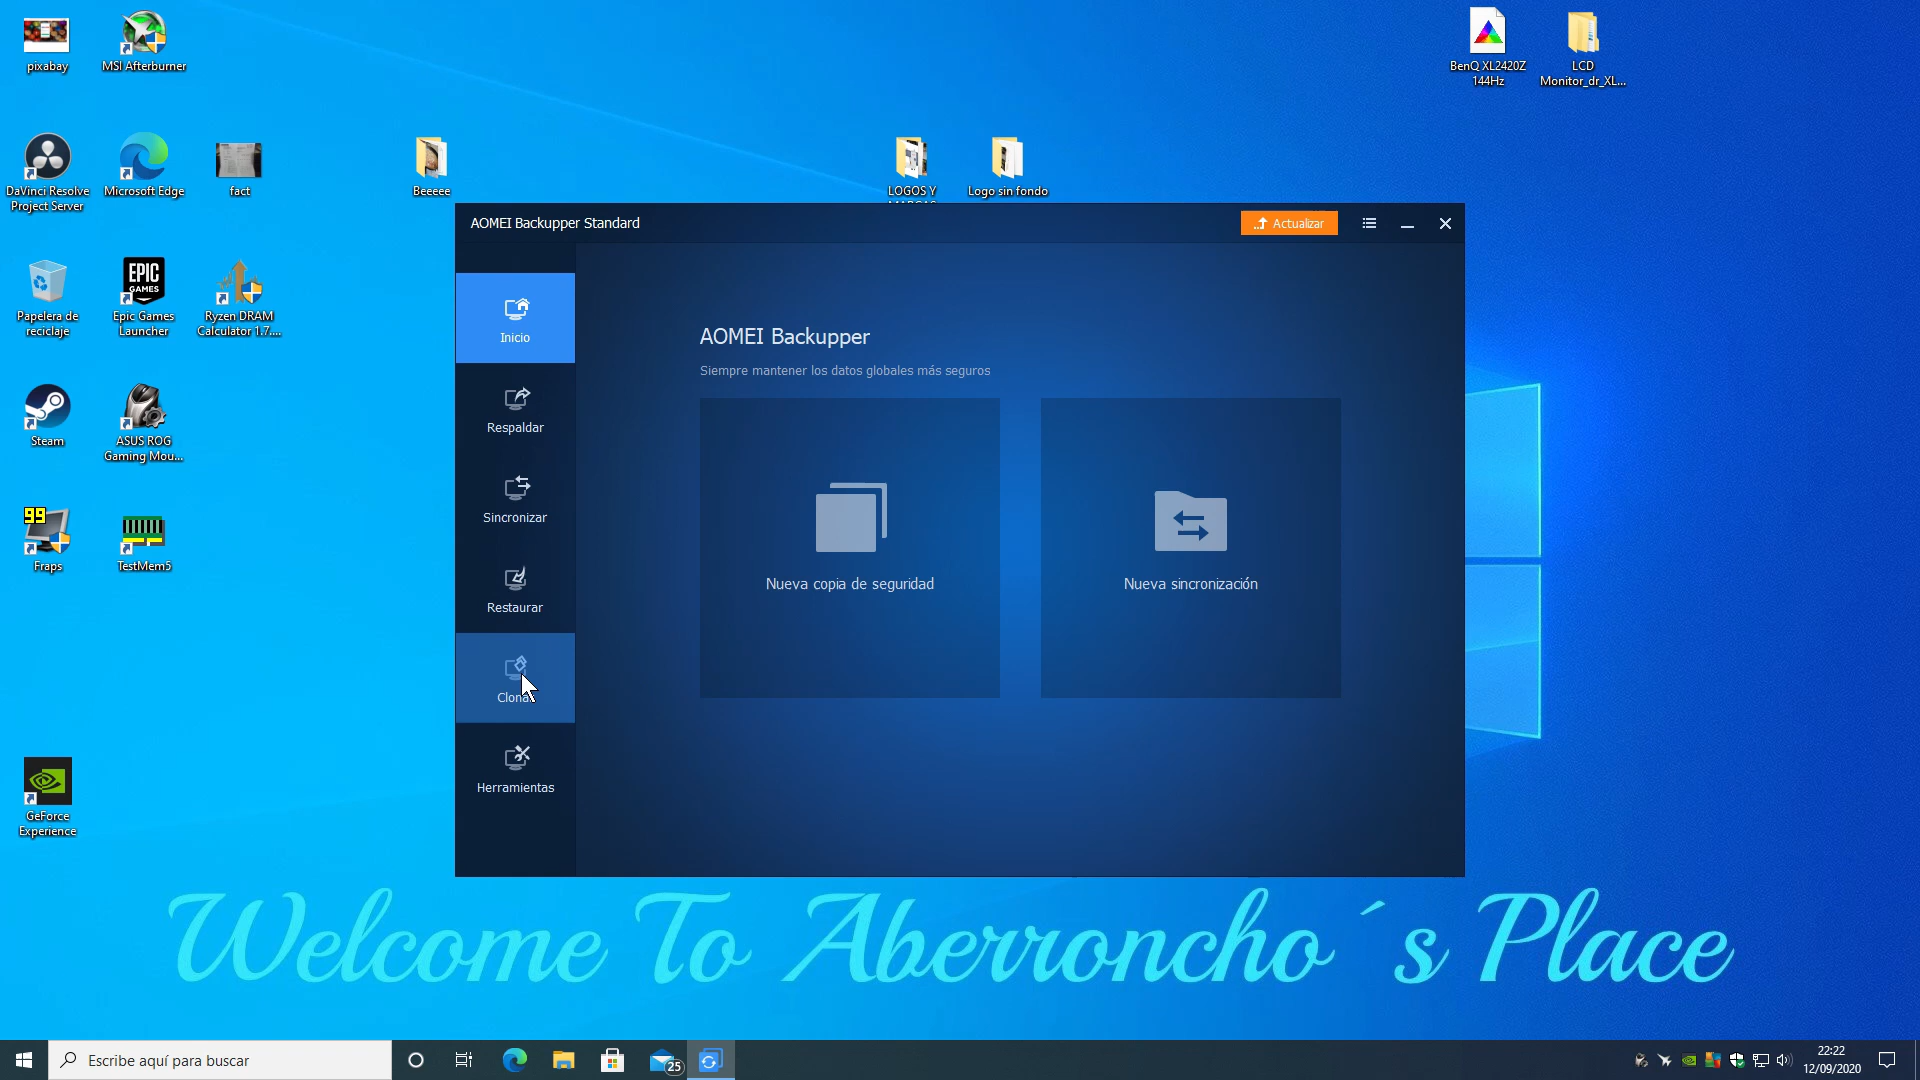 pixabay
MSI Afterburner
BenQ XL2420Z
144Hz
LCD
Monitor_dr_XL...
DaVinci Resolve
Project Server
Microsoft Edge
fact
Beeeee
LOGOS Y
Logo sin fondo
AOMEI Backupper Standard
Actualizar
Papelera de
reciclaje
EPIC
GAMES
Epic Games
Launcher
Ryzen DRAM
Calculator 1.7....
Inicio
AOMEI Backupper
Siempre mantener los datos globales más seguros
Respaldar
Steam
ASUS ROG
Gaming Mou...
Sincronizar
99
Fraps
TestMem5
Nueva copia de seguridad
Nueva sincronización
Restaurar
Clonar
Herramientas
GeForce
Experience
Welcome To Aberroncho´s Place
Escribe aquí para buscar
25
22:22
12/09/2020